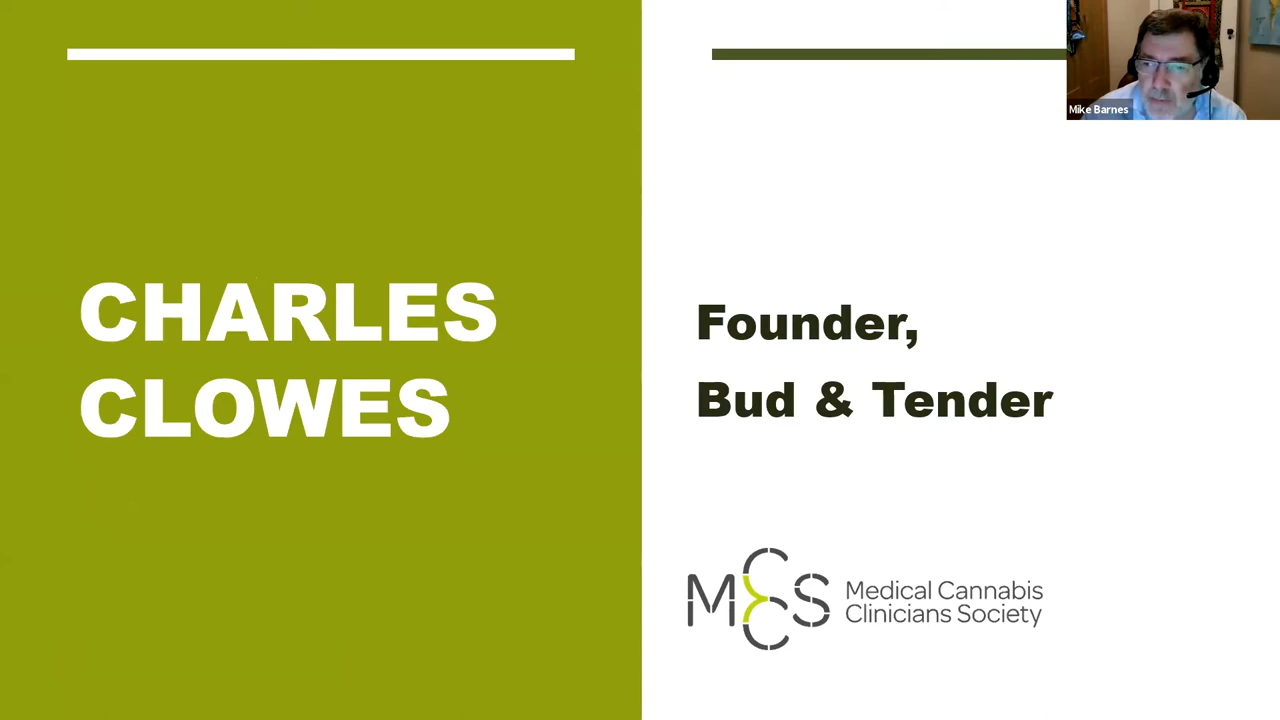 CHARLES
CLOWES
Founder,
Bud & Tender
MCCS Medical Cannabis
Clinicians Society
Mike Barnes